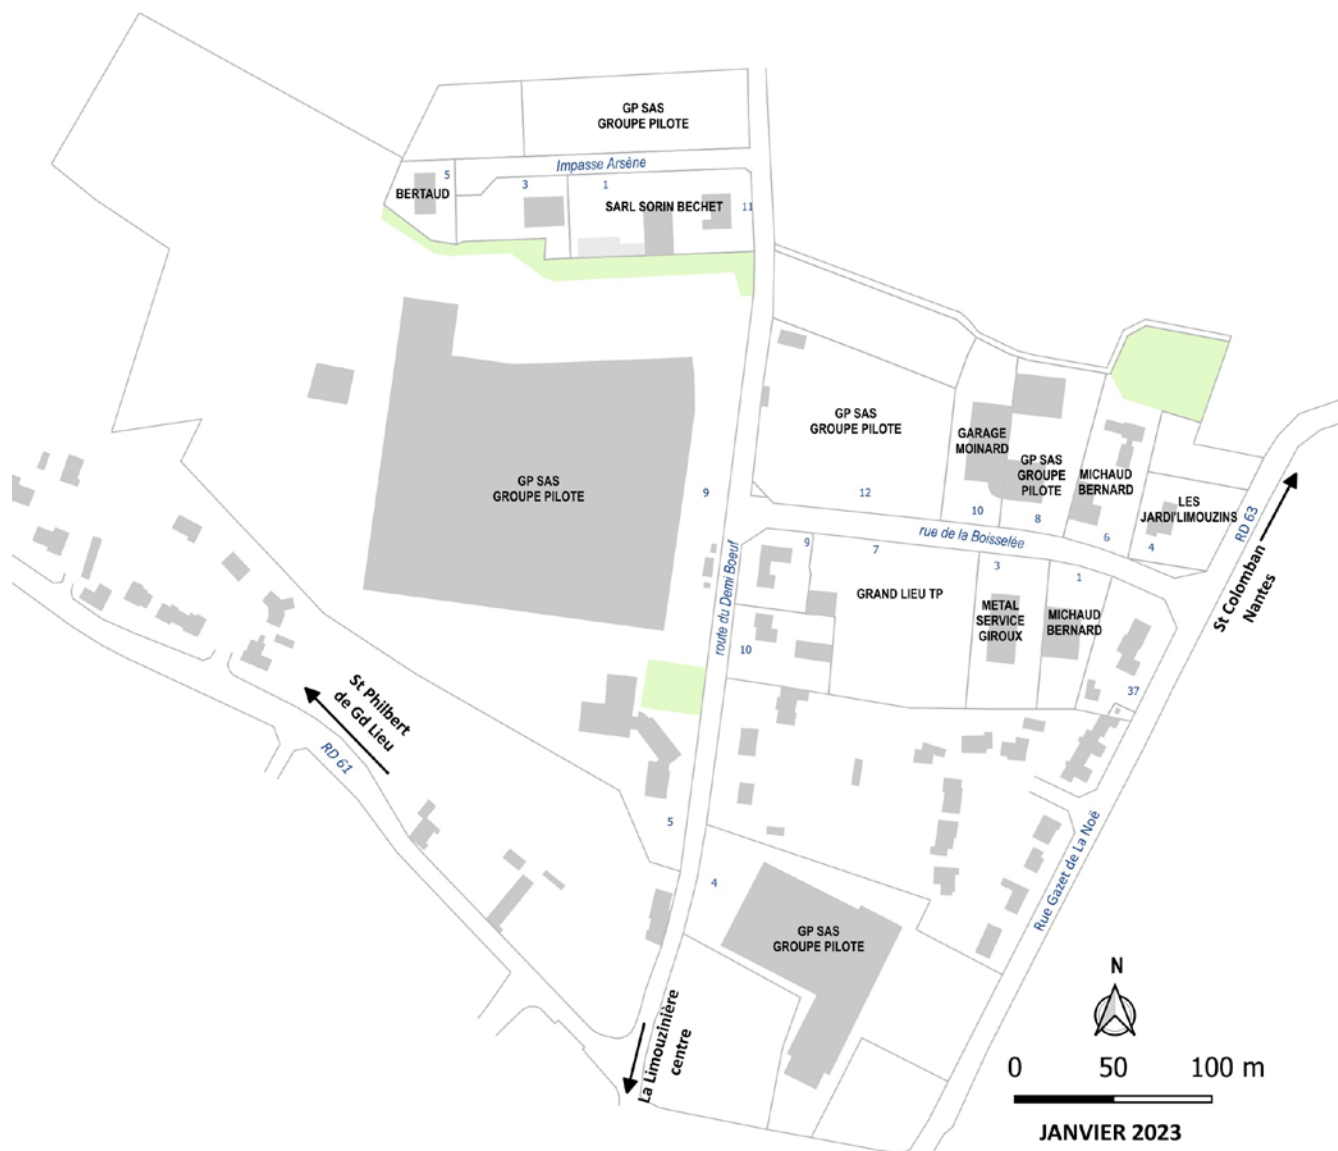 GP SAS
GROUPE PILOTE
Impasse Arsène
5
BERTAUD
3
1
SARL SORIN BECHET
11
GP SAS
GROUPE PILOTE
12
GARAGE
MOINARD
10
GP SAS
GROUPE
PILOTE
8
MICHAUD
BERNARD
6
LES
JARDI'LIMOUZINS
4
RD 63
St Colomban
Nantes
GP SAS
GROUPE PILOTE
9
rue de la Boisselée
route du Demi Boeuf
9
7
GRAND LIEU TP
3
METAL
SERVICE
GIROUX
1
MICHAUD
BERNARD
10
37
St Philbert
de Gd Lieu
RD 61
5
4
GP SAS
GROUPE PILOTE
Rue Gazet de La Noë
La Limouzinière
centre
N
0 50 100 m
JANVIER 2023